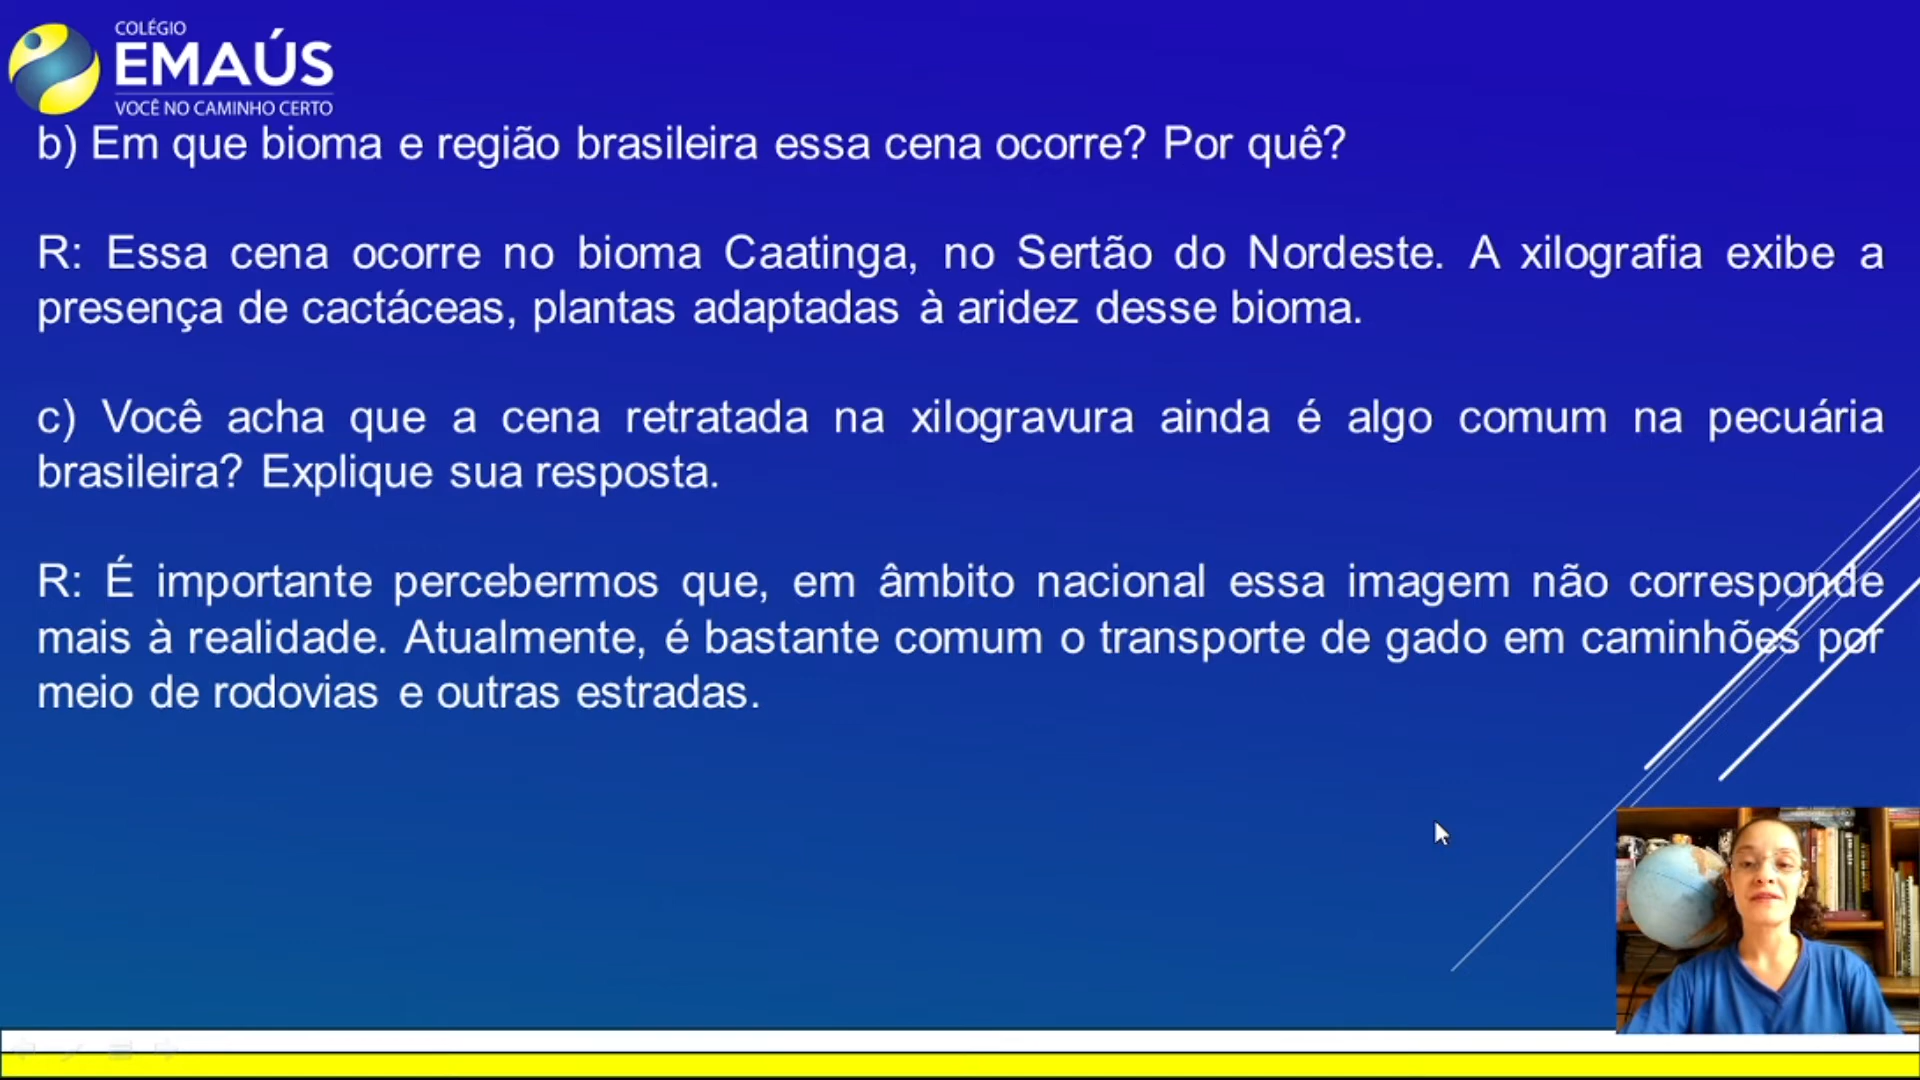 COLÉGIO
EMAÚS
VOCÊ NO CAMINHO CERTO
b) Em que bioma e região brasileira essa cena ocorre? Por quê?
R: Essa cena ocorre no bioma Caatinga, no Sertão do Nordeste. A xilografia exibe a
presença de cactáceas, plantas adaptadas à aridez desse bioma.
c) Você acha que a cena retratada na xilogravura ainda é algo comum na pecuária
brasileira? Explique sua resposta.
R: É importante percebermos que, em âmbito nacional essa imagem não corresponde
mais à realidade. Atualmente, é bastante comum o transporte de gado em caminhões por
meio de rodovias e outras estradas.